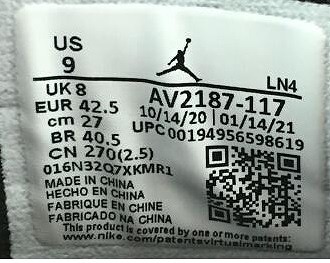 US
9
LN4
UK 8
AV2187-117
EUR 42.5
10/14/20 | 01/14/21
cm 27
UPC 00194956598619
BR 40.5
CN 270(2.5)
016N32Q7XKMR1
MADE IN CHINA
HECHO EN CHINA
FABRIQUE EN CHINE
FABRICADO NA CHINA
This product is covered by one or more patents:
www.nike.com/patentsvirtualmarking